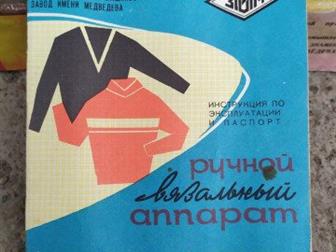 ЗАВОД ИМЕНИ МЕДВЕДЕВА
ИНСТРУКЦИЯ ПО
ЭКСПЛУАТАЦИИ
И ПАСПОРТ
ручной
вязальный
аппарат